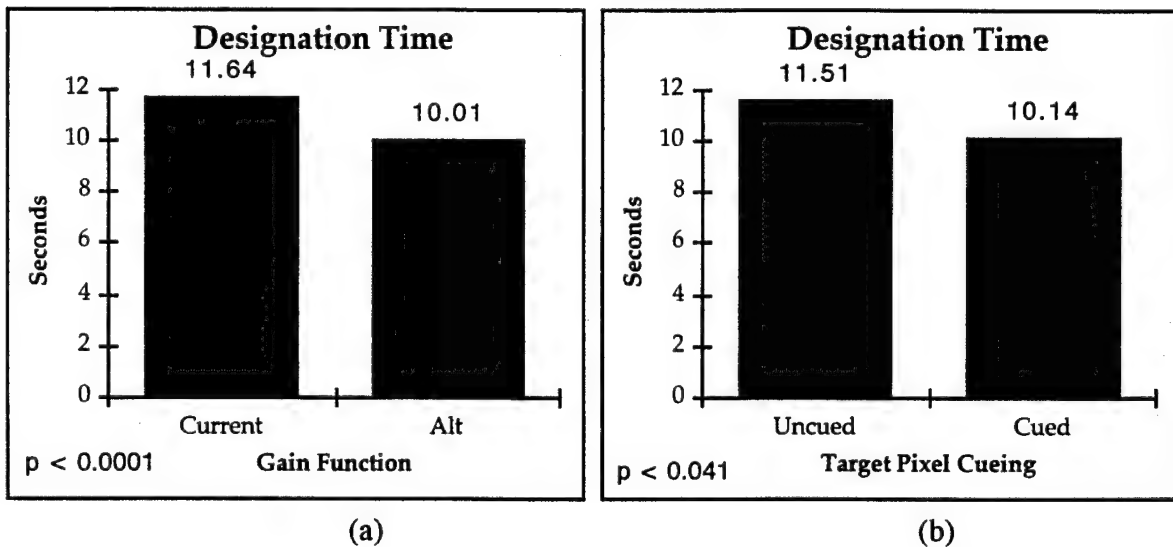 Designation Time
11.64
10.01
12
10
8
6
4
2
0
Seconds
Current Alt
p < 0.0001 Gain Function
(a)
Designation Time
11.51
10.14
12
10
8
6
4
2
0
Seconds
Uncued Cued
p < 0.041 Target Pixel Cueing
(b)